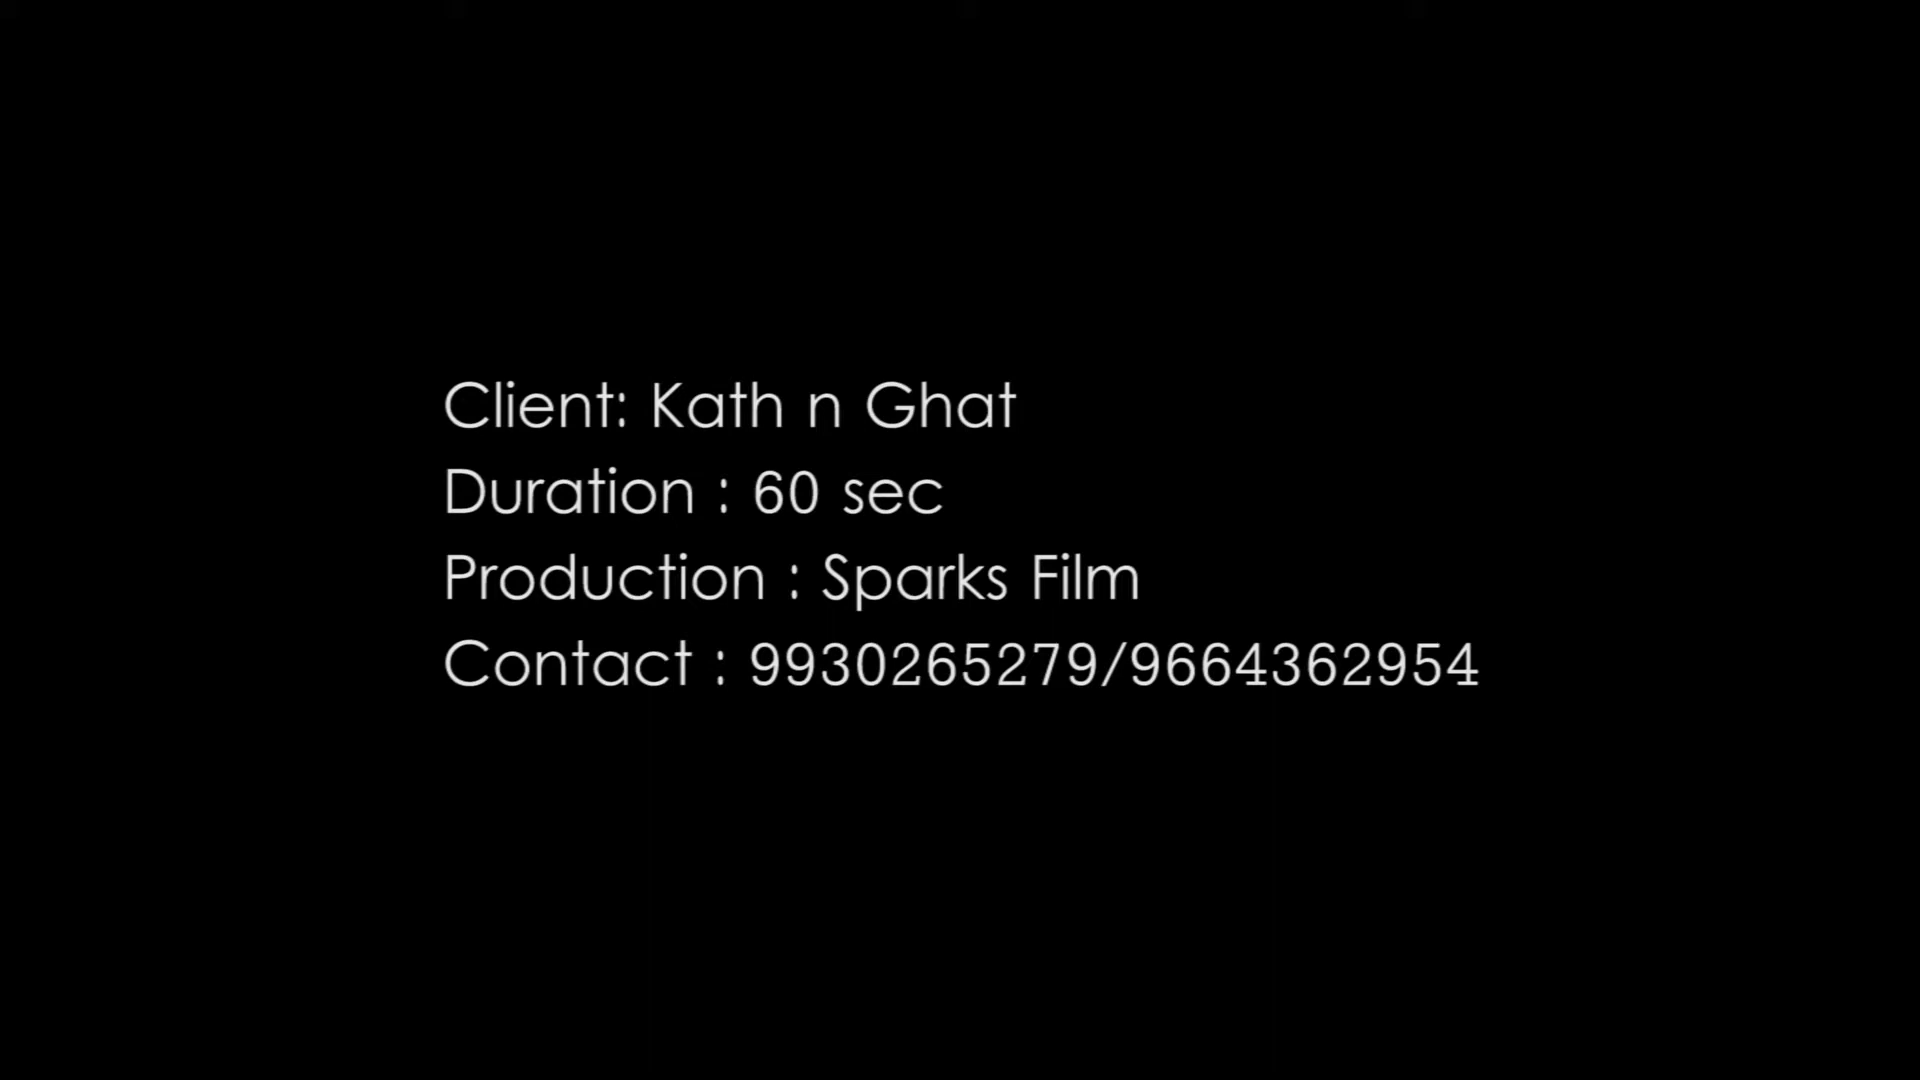 Client: Kath n Ghat
Duration : 60 sec
Production : Sparks Film
Contact : 9930265279/9664362954